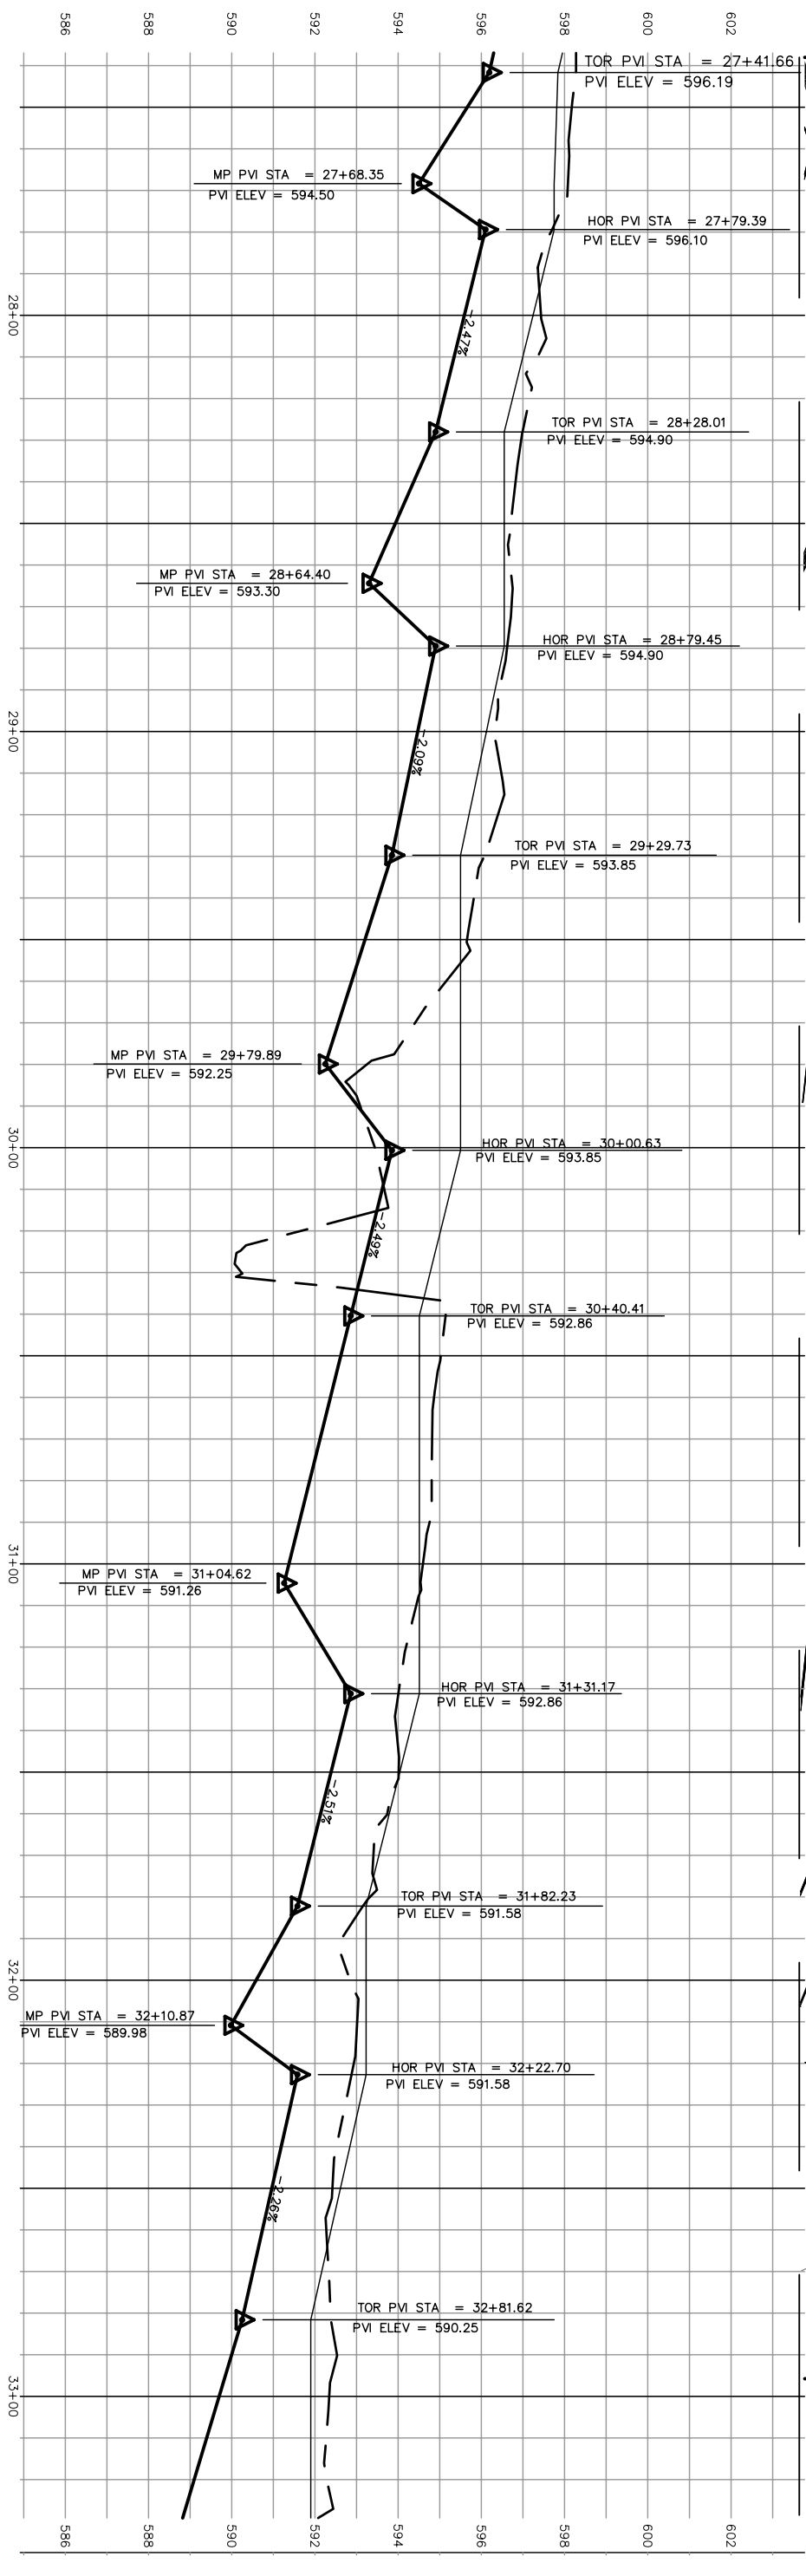 586
588
590
592
594
596
598
600
602
TOR PVI STA = 27+41.66
PVI ELEV = 596.19
MP PVI STA = 27+68.35
PVI ELEV = 594.50
HOR PVI STA = 27+79.39
PVI ELEV = 596.10
28+00
-2.47%
TOR PVI STA = 28+28.01
PVI ELEV = 594.90
MP PVI STA = 28+64.40
PVI ELEV = 593.30
HOR PVI STA = 28+79.45
PVI ELEV = 594.90
29+00
-2.09%
TOR PVI STA = 29+29.73
PVI ELEV = 593.85
MP PVI STA = 29+79.89
PVI ELEV = 592.25
30+00
HOR PVI STA = 30+00.63
PVI ELEV = 593.85
-2.49%
TOR PVI STA = 30+40.41
PVI ELEV = 592.86
31+00
MP PVI STA = 31+04.62
PVI ELEV = 591.26
HOR PVI STA = 31+31.17
PVI ELEV = 592.86
-2.51%
TOR PVI STA = 31+82.23
PVI ELEV = 591.58
32+00
MP PVI STA = 32+10.87
PVI ELEV = 589.98
HOR PVI STA = 32+22.70
PVI ELEV = 591.58
-2.26%
TOR PVI STA = 32+81.62
PVI ELEV = 590.25
33+00
586
588
590
592
594
596
598
600
602